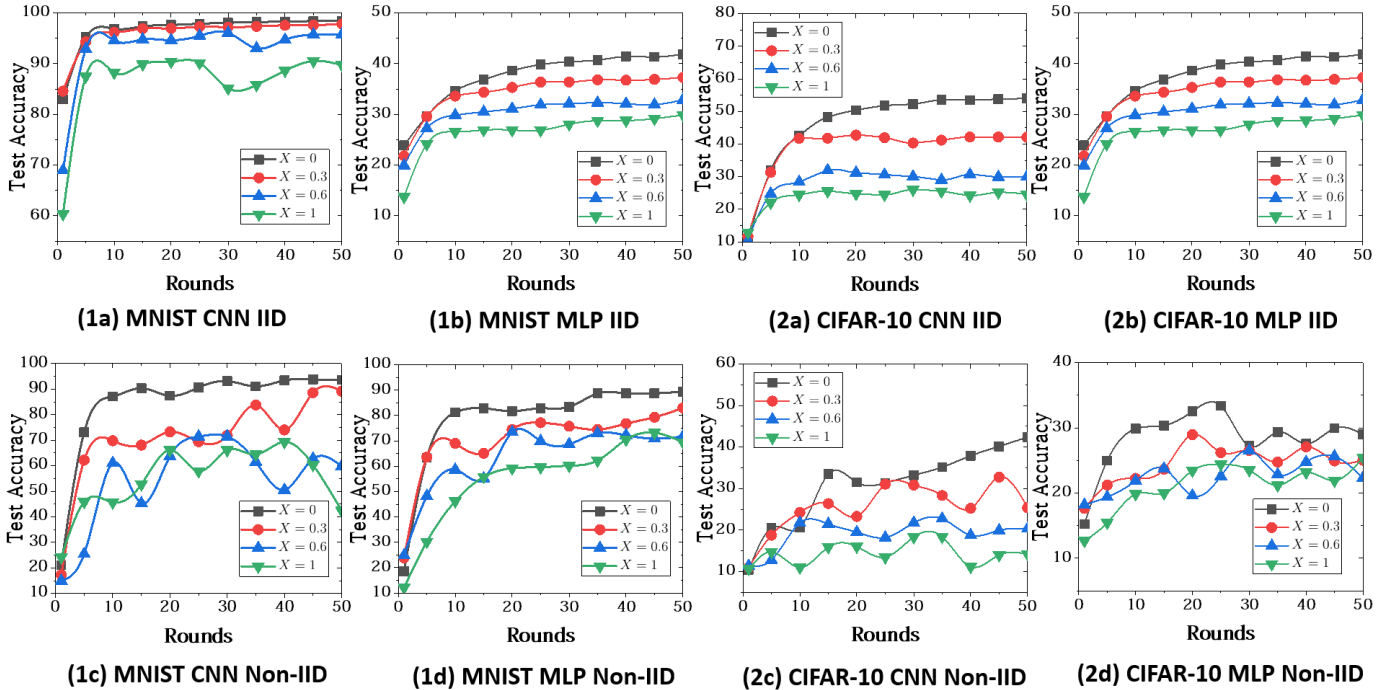 100
95
90
80
70
60
Test Accuracy
0 10 20 30 40 50
Rounds
X = 0
X = 0.3
X = 0.6
X = 1
(1a) MNIST CNN IID
50
40
30
20
10
Test Accuracy
0 10 20 30 40 50
Rounds
X = 0
X = 0.3
X = 0.6
X = 1
(1b) MNIST MLP IID
80
70
60
50
40
30
20
10
Test Accuracy
0 10 20 30 40 50
Rounds
X = 0
X = 0.3
X = 0.6
X = 1
(2a) CIFAR-10 CNN IID
50
40
30
20
10
Test Accuracy
0 10 20 30 40 50
Rounds
X = 0
X = 0.3
X = 0.6
X = 1
(2b) CIFAR-10 MLP IID
100
90
80
70
60
50
40
30
20
10
Test Accuracy
0 10 20 30 40 50
Rounds
X = 0
X = 0.3
X = 0.6
X = 1
(1c) MNIST CNN Non-IID
100
90
80
70
60
50
40
30
20
10
Test Accuracy
0 10 20 30 40 50
Rounds
X = 0
X = 0.3
X = 0.6
X = 1
(1d) MNIST MLP Non-IID
60
50
40
30
20
10
Test Accuracy
0 10 20 30 40 50
Rounds
X = 0
X = 0.3
X = 0.6
X = 1
(2c) CIFAR-10 CNN Non-IID
40
30
20
10
Test Accuracy
0 10 20 30 40 50
Rounds
X = 0
X = 0.3
X = 0.6
X = 1
(2d) CIFAR-10 MLP Non-IID